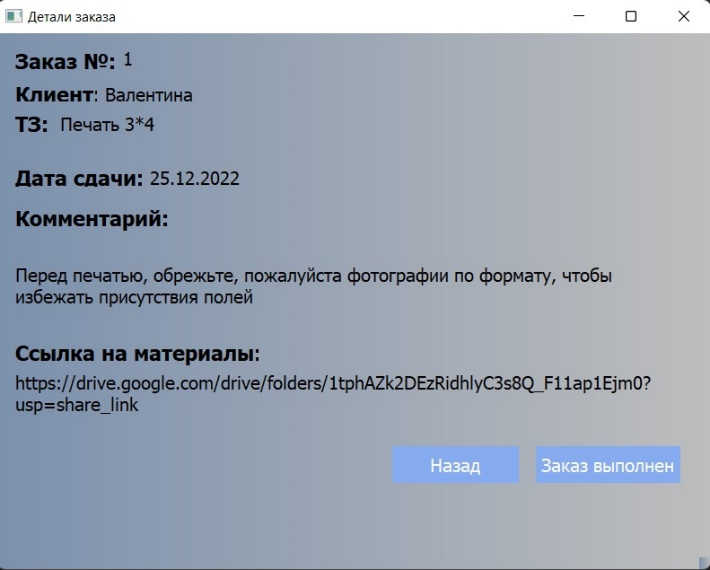 Детали заказа
Заказ №: 1
Клиент: Валентина
ТЗ: Печать 3*4
Дата сдачи: 25.12.2022
Комментарий:
Перед печатью, обрежьте, пожалуйста фотографии по формату, чтобы
избежать присутствия полей
Ссылка на материалы:
https://drive.google.com/drive/folders/1tphAZk2DEzRidhlyC3s8Q_F11ap1Ejm0?
usp=share_link
Назад
Заказ выполнен